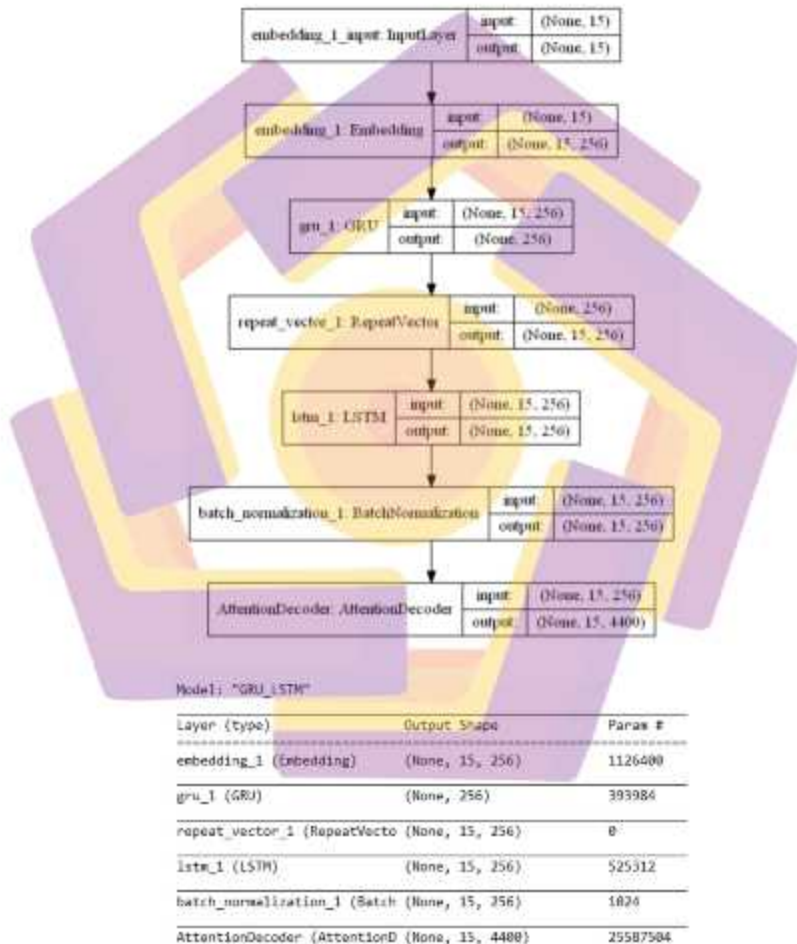 embedding_1_input: InputLayer input: (None, 15)
output: (None, 15)
embedding_1: Embedding input: (None, 15)
output: (None, 15, 256)
gru_1: GRU input: (None, 15, 256)
output: (None, 256)
repeat_vector_1: RepeatVector input: (None, 256)
output: (None, 15, 256)
lstm_1: LSTM input: (None, 15, 256)
output: (None, 15, 256)
batch_normalization_1: BatchNormalization input: (None, 15, 256)
output: (None, 15, 256)
AttentionDecoder: AttentionDecoder input: (None, 15, 256)
output: (None, 15, 4400)
Model: "GRU_LSTM"
Layer (type) Output Shape Param #
embedding_1 (Embedding) (None, 15, 256) 1126400
gru_1 (GRU) (None, 256) 393984
repeat_vector_1 (RepeatVecto (None, 15, 256) 0
lstm_1 (LSTM) (None, 15, 256) 525312
batch_normalization_1 (Batch (None, 15, 256) 1024
AttentionDecoder (AttentionD (None, 15, 4400) 25587504